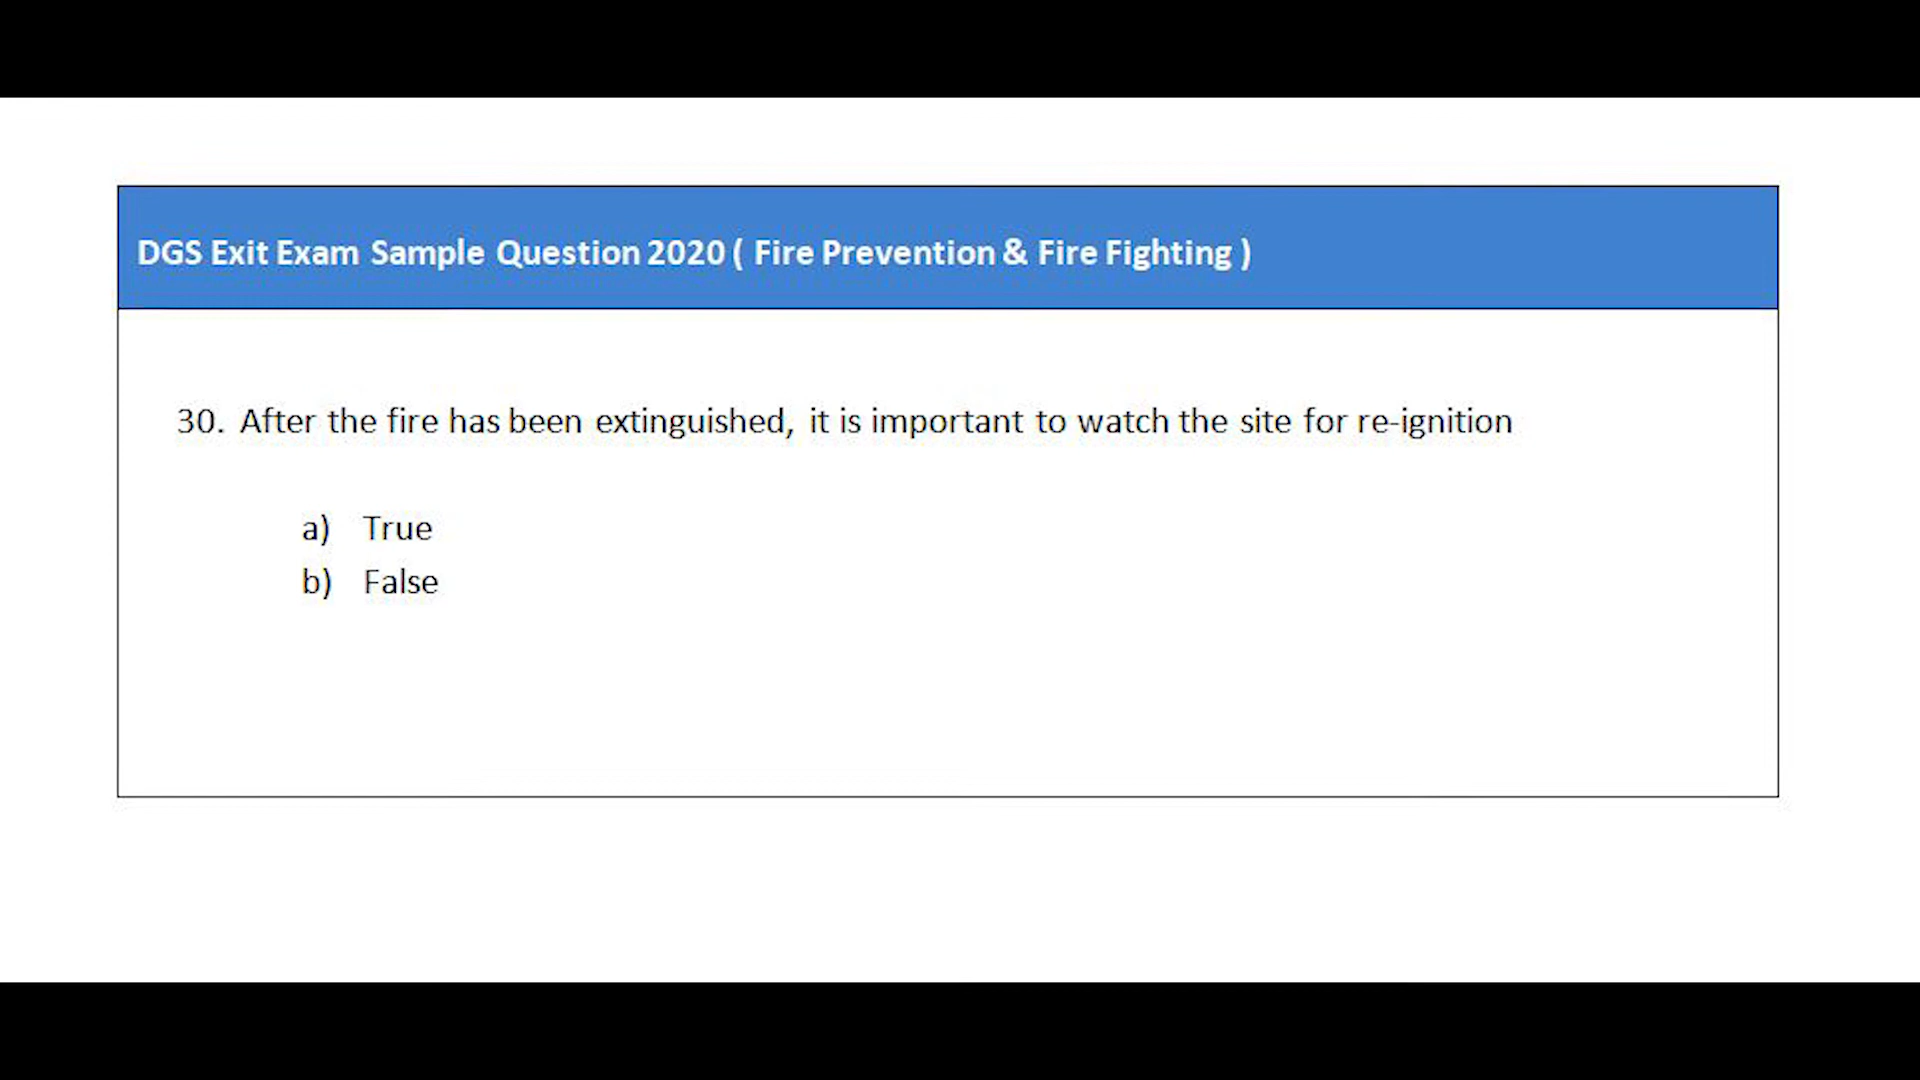 DGS Exit Exam Sample Question 2020 ( Fire Prevention & Fire Fighting )
30. After the fire has been extinguished, it is important to watch the site for re-ignition
a) True
b) False